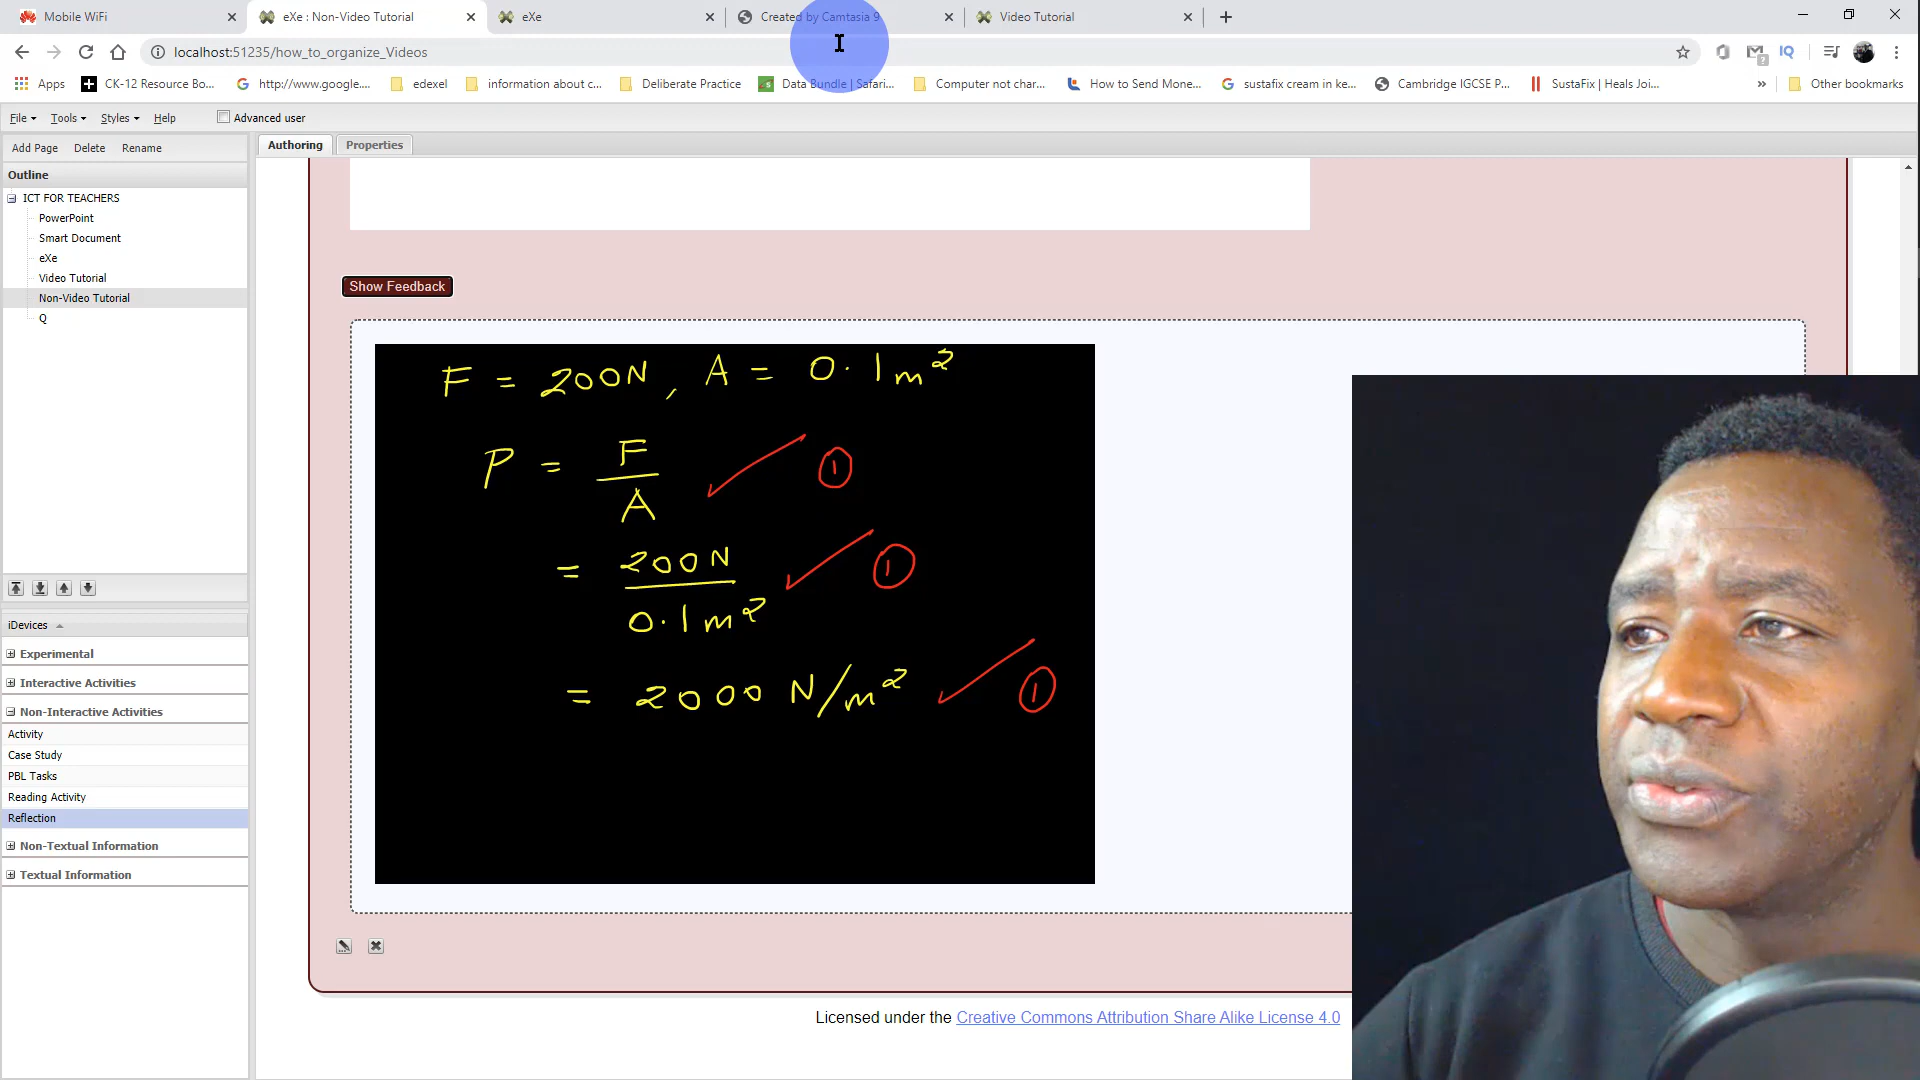 Mobile WiFi
eXe : Non-Video Tutorial
eXe
Created by Camtasia 9
Video Tutorial
localhost:51235/how_to_organize_Videos
Apps
CK-12 Resource Bo...
http://www.google....
edexel
information about c...
Deliberate Practice
Data Bundle | Safari...
Computer not char...
How to Send Mone...
sustafix cream in ke...
Cambridge IGCSE P...
SustaFix | Heals Joi...
»
Other bookmarks
File Tools Styles Help Advanced user
Add Page Delete Rename
Authoring Properties
Outline
ICT FOR TEACHERS
PowerPoint
Smart Document
eXe
Video Tutorial
Non-Video Tutorial
Q
iDevices
Experimental
Interactive Activities
Non-Interactive Activities
Activity
Case Study
PBL Tasks
Reading Activity
Reflection
Non-Textual Information
Textual Information
Show Feedback
F = 200N, A = 0.1m²
P = F/A ✓ ①
= 200N/0.1m² ✓ ①
= 2000 N/m² ✓ ①
Licensed under the Creative Commons Attribution Share Alike License 4.0